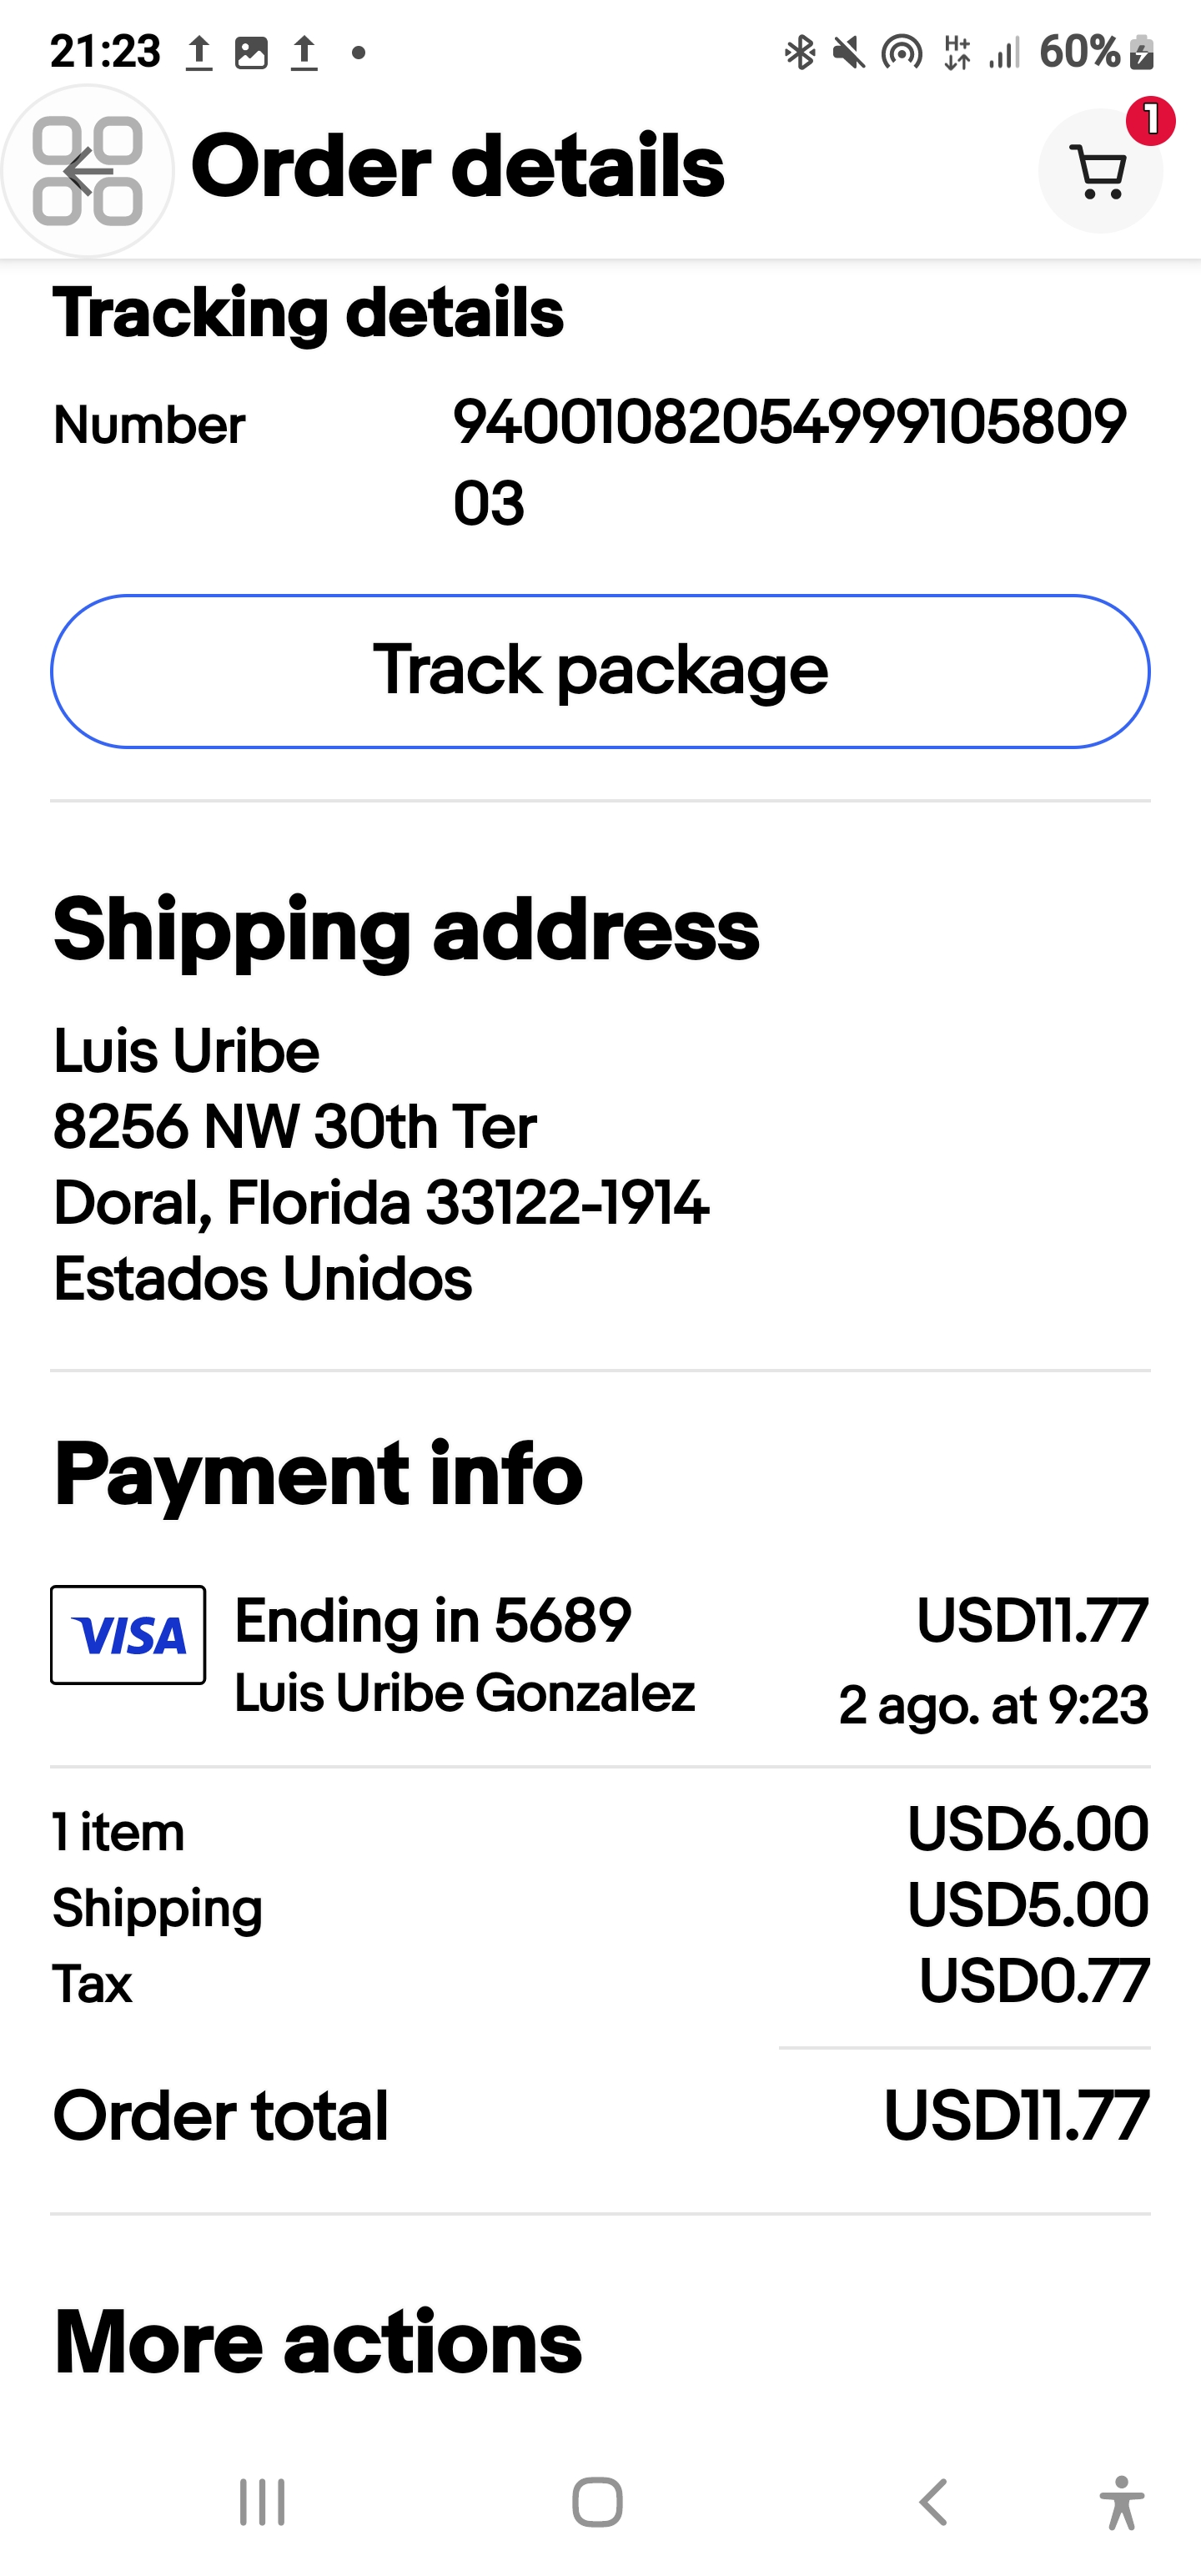 21:23
H+
60%
Order details
1
Tracking details
Number
94001082054999105809
03
Track package
Shipping address
Luis Uribe
8256 NW 30th Ter
Doral, Florida 33122-1914
Estados Unidos
Payment info
VISA
Ending in 5689
USD11.77
Luis Uribe Gonzalez
2 ago. at 9:23
1 item
USD6.00
Shipping
USD5.00
Tax
USD0.77
Order total
USD11.77
More actions